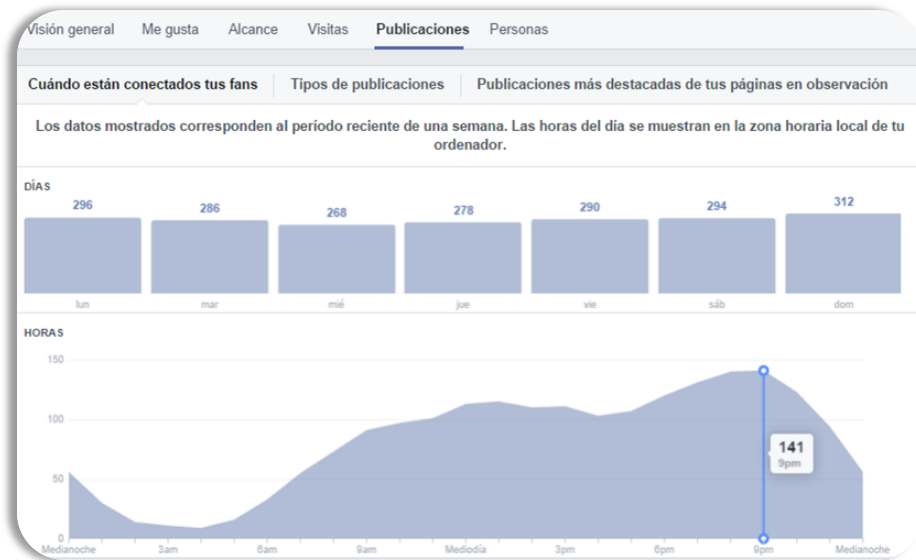 Visión general Me gusta Alcance Visitas Publicaciones Personas
Cuándo están conectados tus fans Tipos de publicaciones Publicaciones más destacadas de tus páginas en observación
Los datos mostrados corresponden al período reciente de una semana. Las horas del día se muestran en la zona horaria local de tu
ordenador.
DÍAS
296 286 268 278 290 294 312
lun mar mié jue vie sáb dom
HORAS
150
100
50
0
141
9pm
Medianoche 3am 6am 9am Mediodía 3pm 6pm 9pm Medianoche